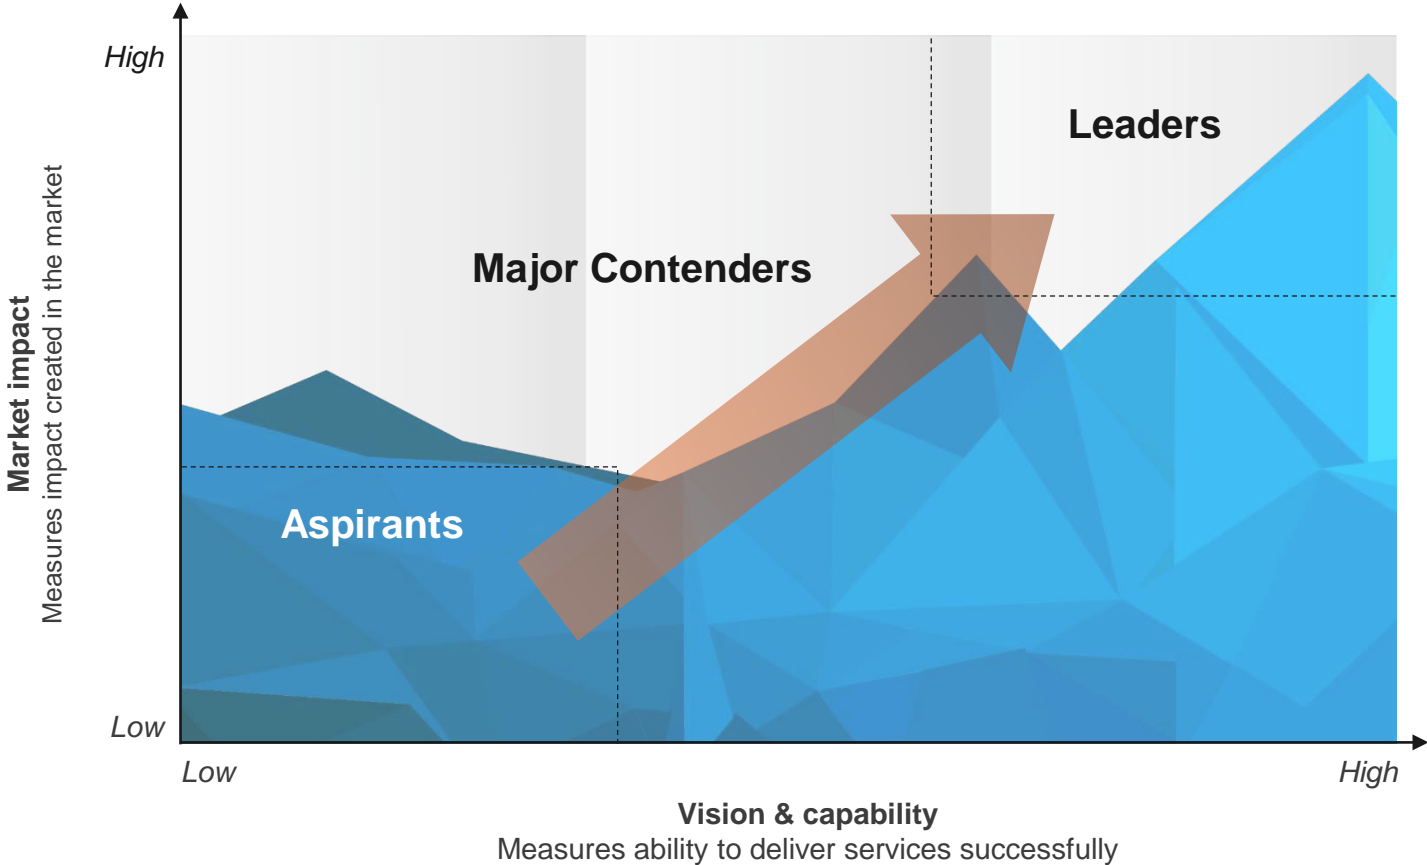 High
Leaders
Major Contenders
Market impact
Measures impact created in the market
Aspirants
Low
Low
High
Vision & capability
Measures ability to deliver services successfully